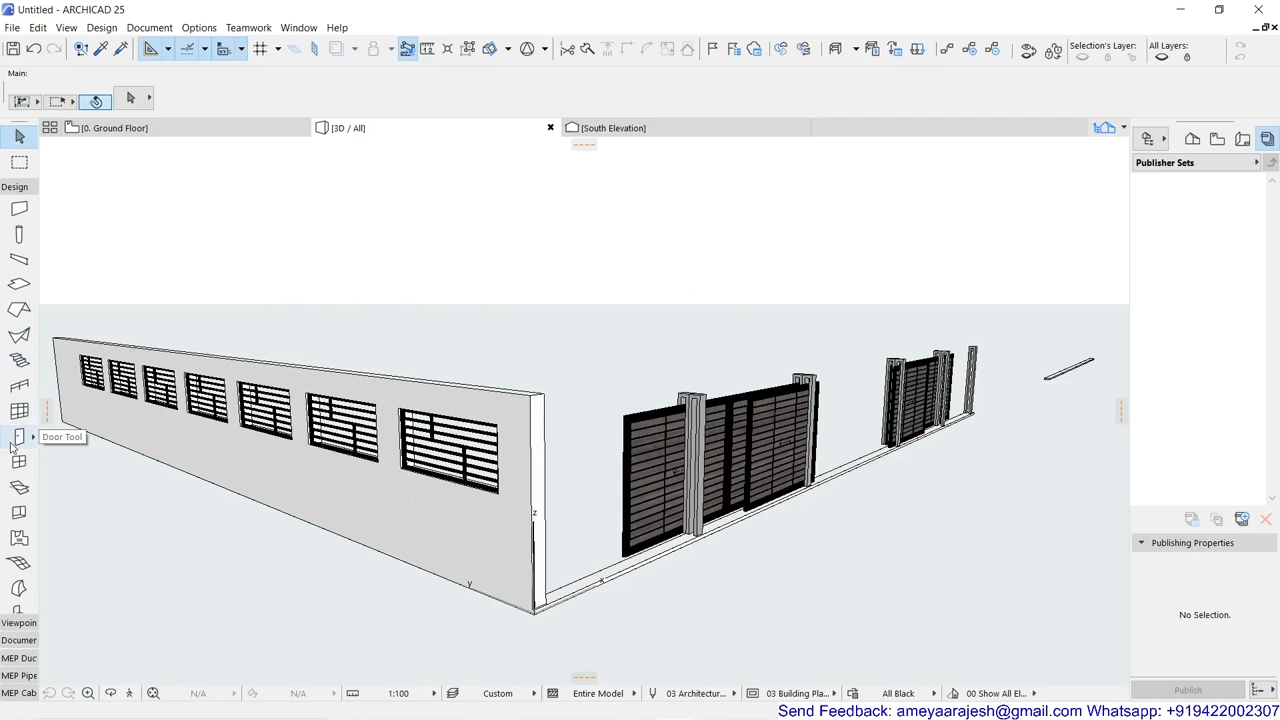 Untitled - ARCHICAD 25
File Edit View Design Document Options Teamwork Window Help
Selection's Layer:
All Layers:
Main:
[0. Ground Floor]
[3D / All]
[South Elevation]
Publisher Sets
Design
Door Tool
z
y
x
Publishing Properties
No Selection.
Viewpoin
Documer
MEP Duc
MEP Pipe
MEP Cab
N/A
N/A
1:100
Custom
Entire Model
03 Architectur...
03 Building Pla...
All Black
00 Show All El...
Publish
Send Feedback: ameyaarajesh@gmail.com Whatsapp: +919422002307